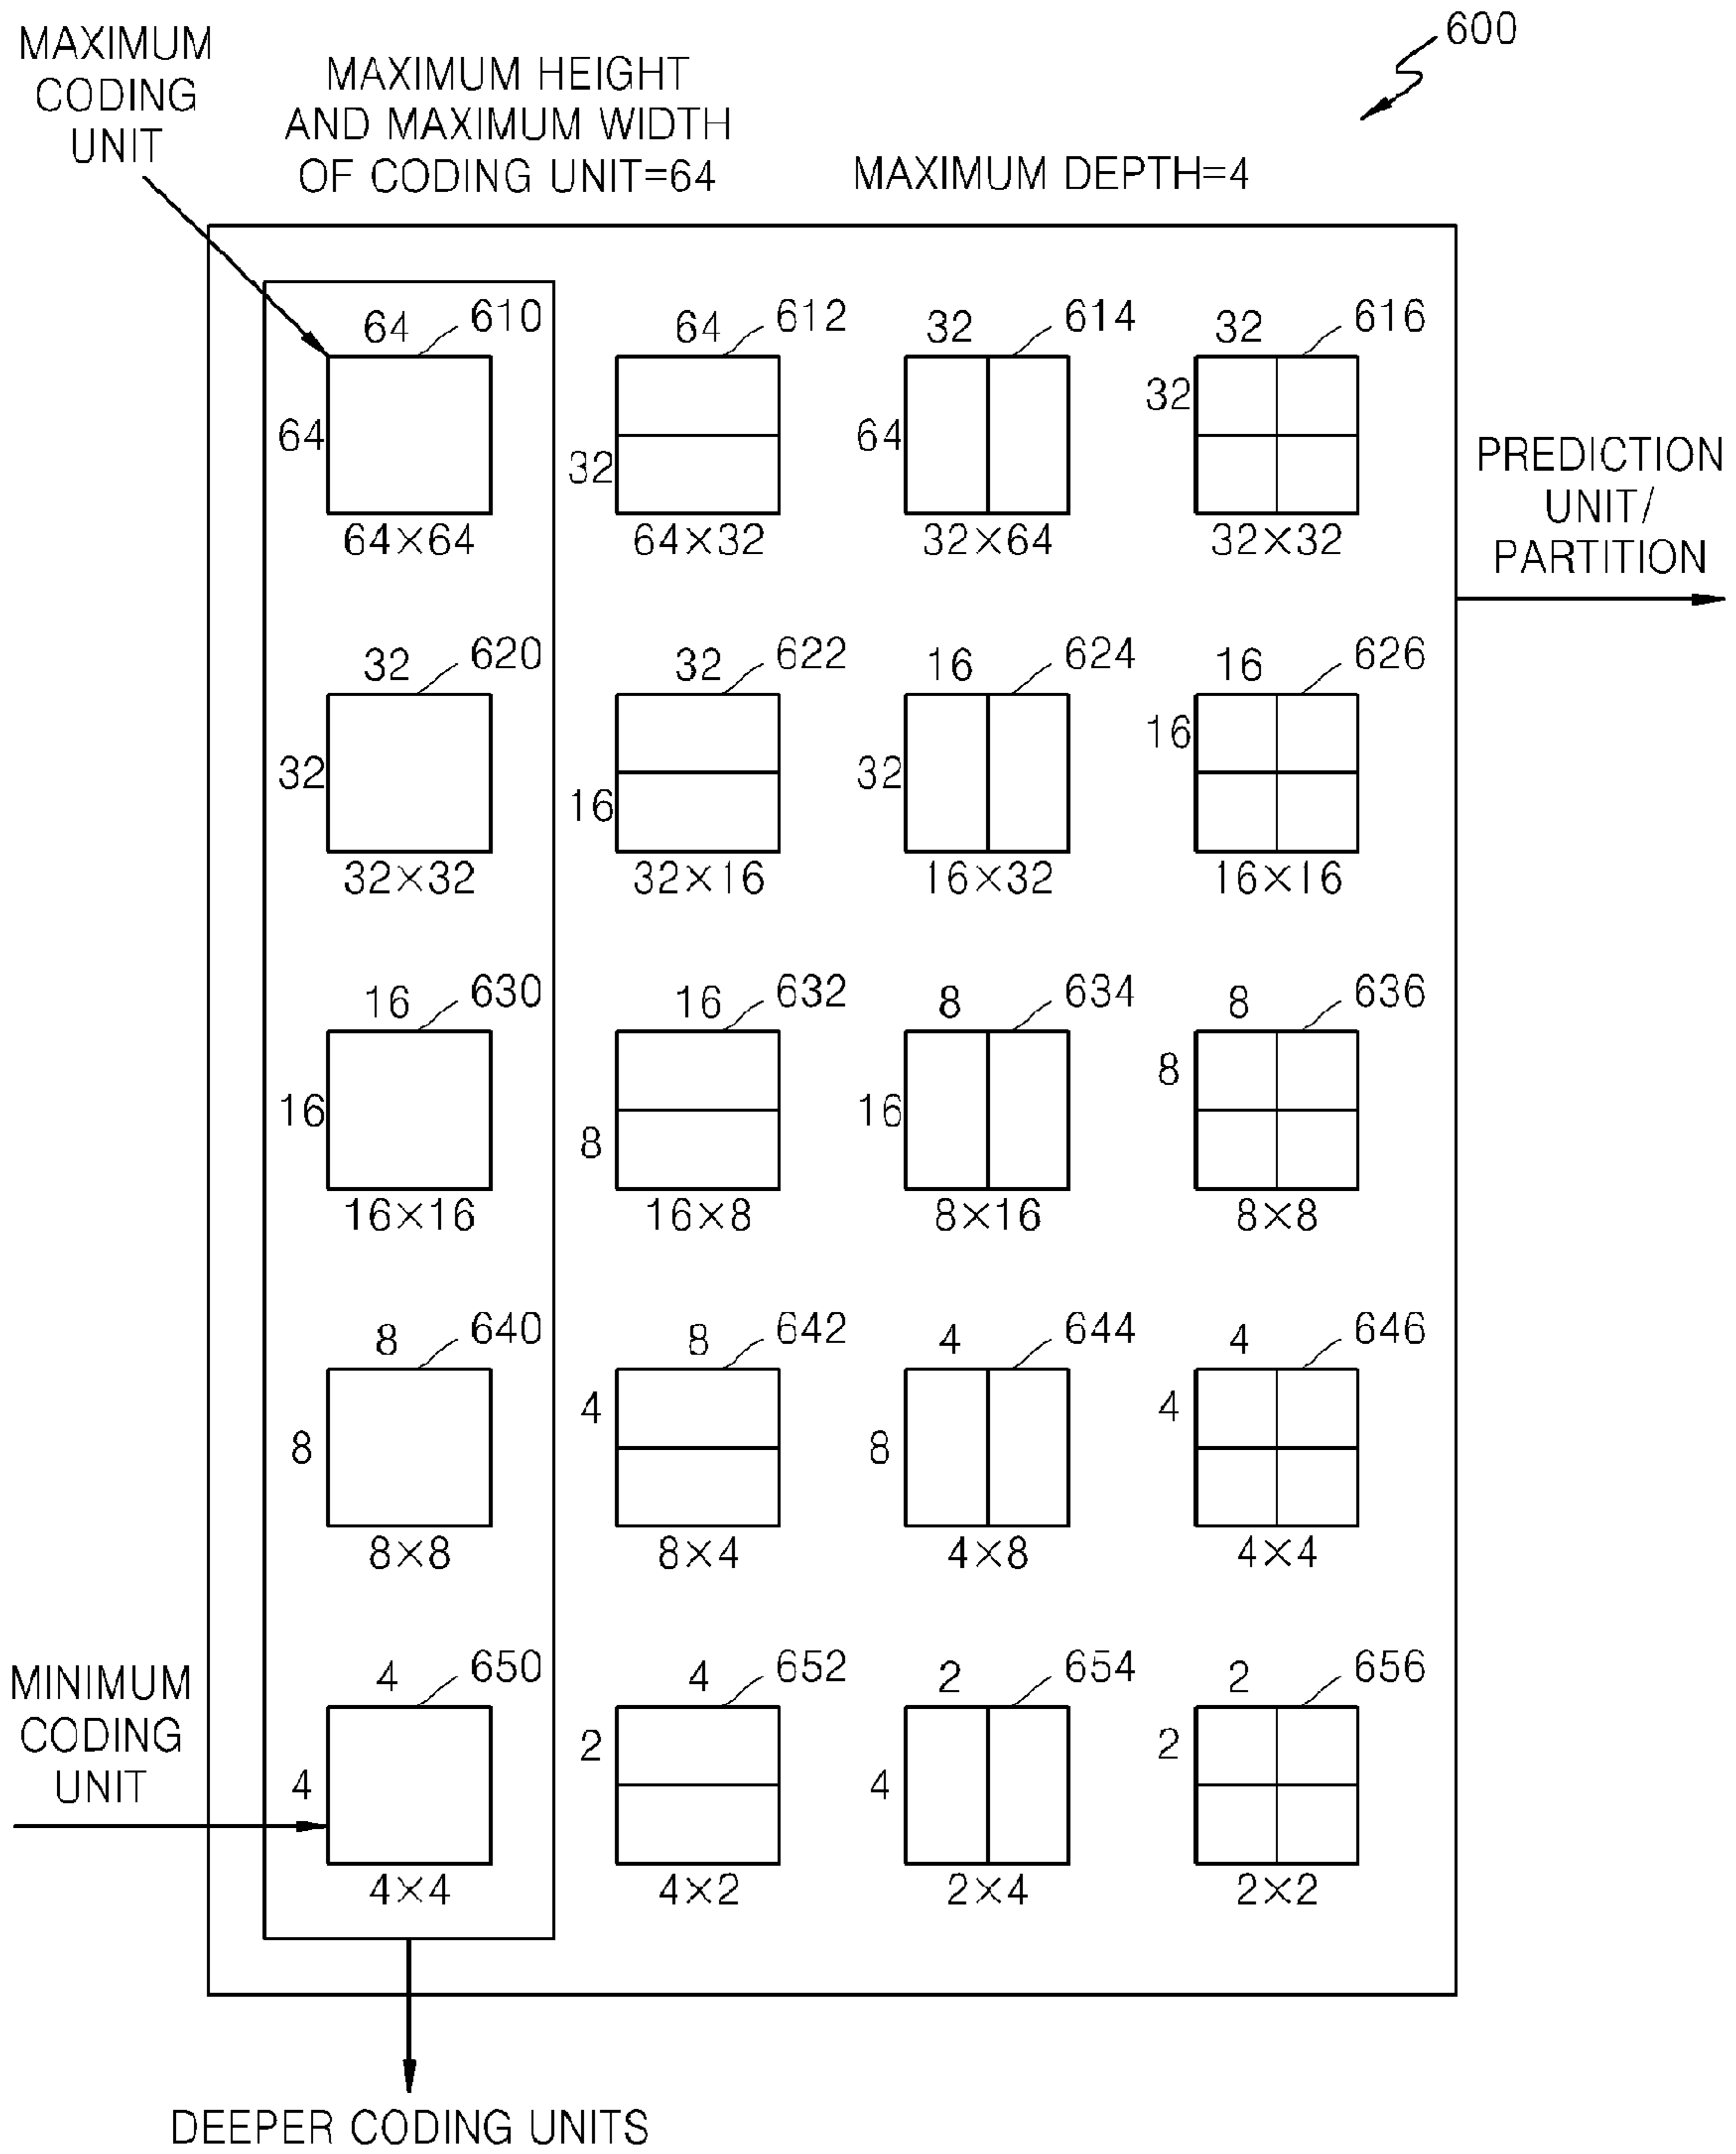 600
MAXIMUM
CODING
UNIT
MAXIMUM HEIGHT
AND MAXIMUM WIDTH
OF CODING UNIT=64
MAXIMUM DEPTH=4
64 610 64 612 32 614 32 616
64 32 64 32
64×64 64×32 32×64 32×32
PREDICTION
UNIT/
PARTITION
32 620 32 622 16 624 16 626
32 16 32 16
32×32 32×16 16×32 16×16
16 630 16 632 8 634 8 636
16 8 16 8
16×16 16×8 8×16 8×8
8 640 8 642 4 644 4 646
8 4 8 4
8×8 8×4 4×8 4×4
MINIMUM
CODING
UNIT
4 650 4 652 2 654 2 656
4 2 4 2
4×4 4×2 2×4 2×2
DEEPER CODING UNITS